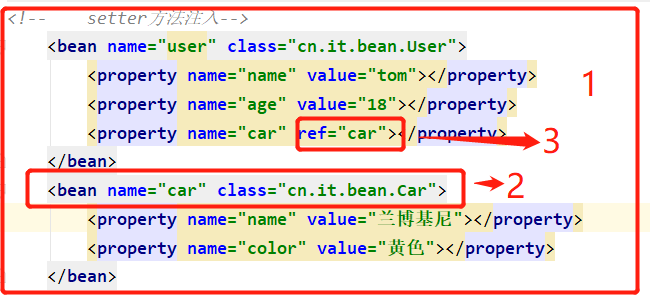 <!-- setter方法注入-->
<bean name="user" class="cn.it.bean.User">
<property name="name" value="tom"></property>
<property name="age" value="18"></property>
<property name="car" ref="car"></property>
</bean>
<bean name="car" class="cn.it.bean.Car">
<property name="name" value="兰博基尼"></property>
<property name="color" value="黄色"></property>
</bean>
1
3
2